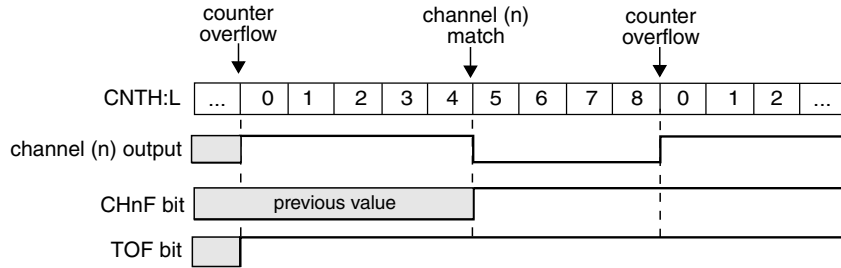 counter overflow
channel (n) match
counter overflow
CNTH:L ... 0 1 2 3 4 5 6 7 8 0 1 2 ...
channel (n) output
CHnF bit previous value
TOF bit